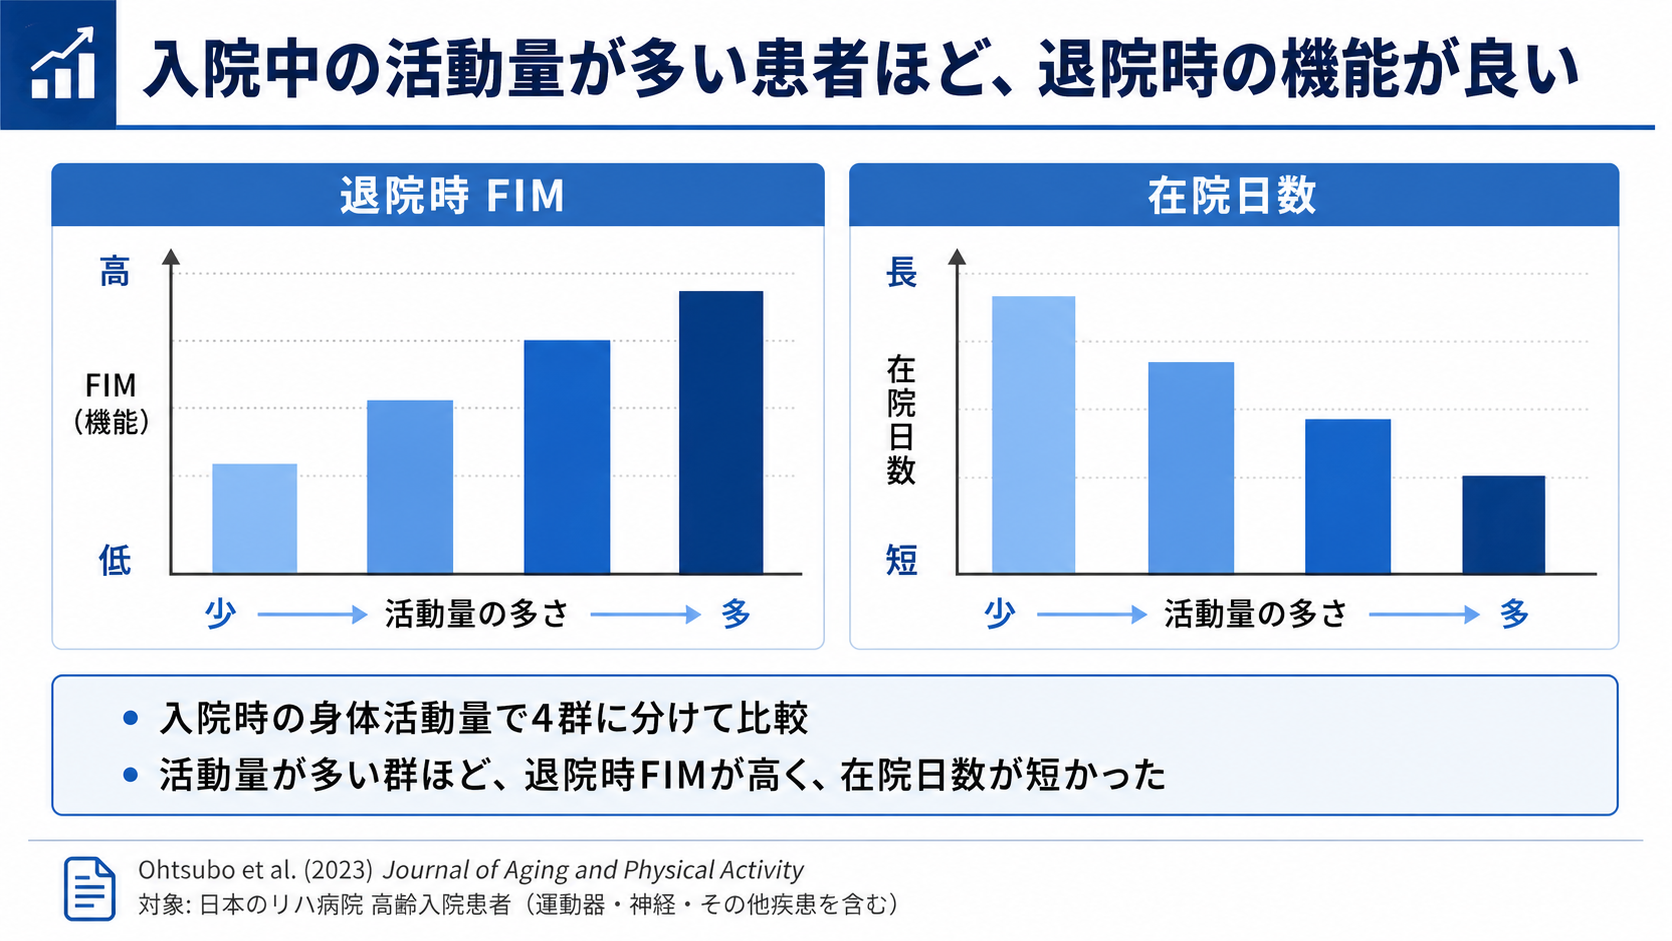 入院中の活動量が多い患者ほど、退院時の機能が良い
退院時 FIM
高
FIM
（機能）
低
少
活動量の多さ
多
在院日数
長
在院日数
短
少
活動量の多さ
多
• 入院時の身体活動量で4群に分けて比較
• 活動量が多い群ほど、退院時FIMが高く、在院日数が短かった
Ohtsubo et al. (2023) Journal of Aging and Physical Activity
対象: 日本のリハ病院 高齢入院患者（運動器・神経・その他疾患を含む）